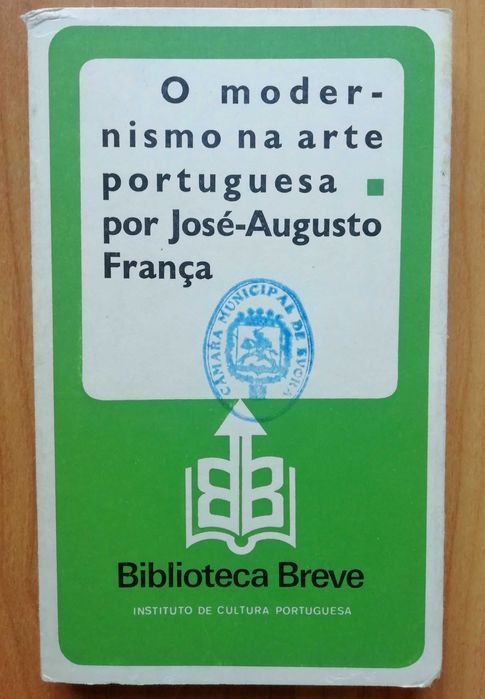 O moder-
nismo na arte
portuguesa
por José-Augusto
França
CÂMARA MUNICIPAL DE EVORA
BB
Biblioteca Breve
INSTITUTO DE CULTURA PORTUGUESA